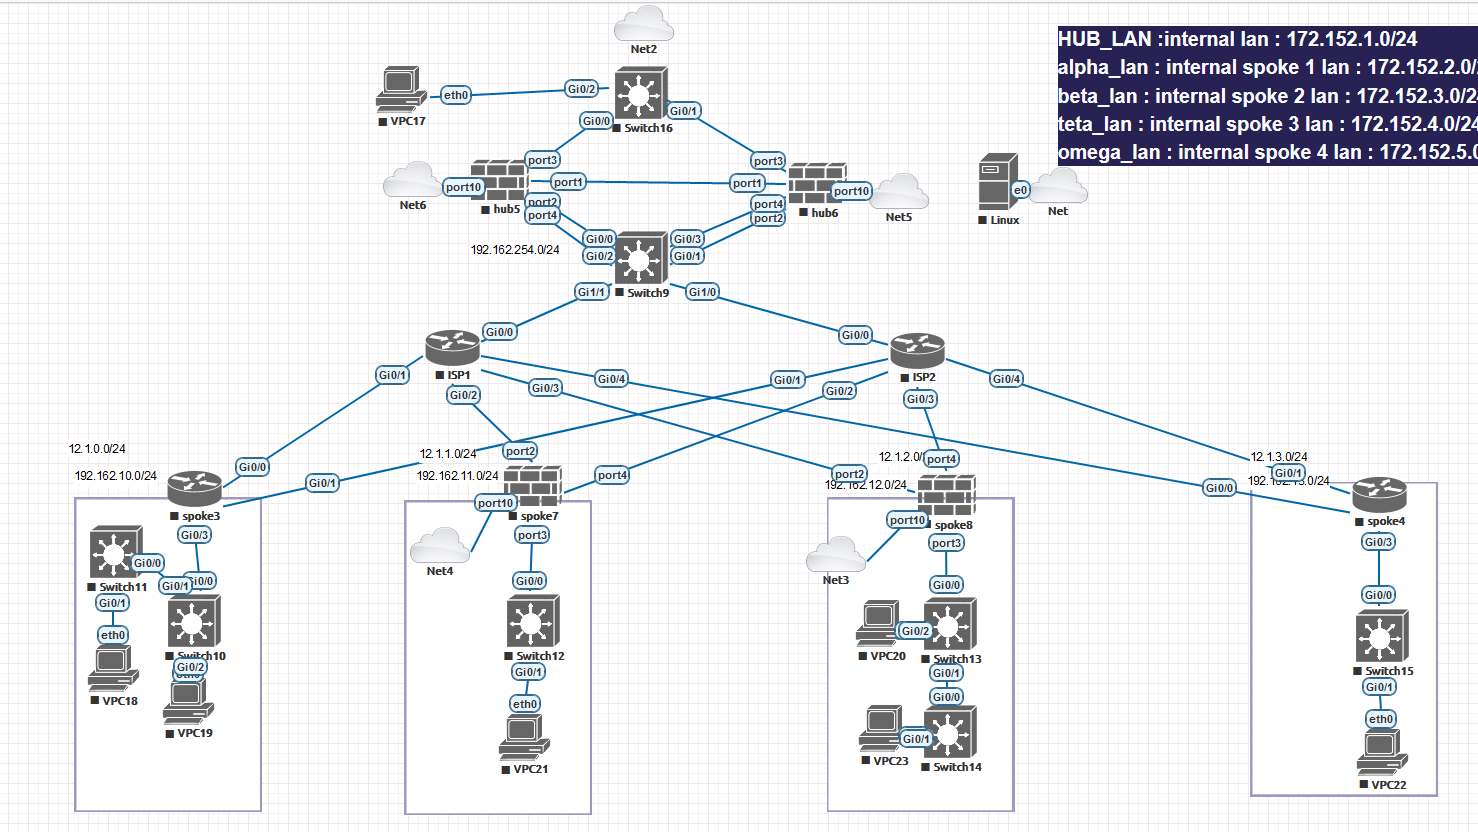 Net2
HUB_LAN :internal lan : 172.152.1.0/24
alpha_lan : internal spoke 1 lan : 172.152.2.0/
beta_lan : internal spoke 2 lan : 172.152.3.0/2
teta_lan : internal spoke 3 lan : 172.152.4.0/24
omega_lan : internal spoke 4 lan : 172.152.5.0
eth0
Gi0/2
VPC17
Gi0/0
Switch16
Gi0/1
port3
port3
Net6
port10
hub5
port1
port1
port10
hub6
Net5
e0
Linux
Net
port2
port4
port4
port2
192.162.254.0/24
Gi0/0
Gi0/2
Gi0/3
Gi0/1
Gi1/1
Switch9
Gi1/0
Gi0/0
Gi0/0
ISP1
ISP2
Gi0/1
Gi0/2
Gi0/3
Gi0/4
Gi0/1
Gi0/2
Gi0/3
Gi0/4
12.1.0.0/24
192.162.10.0/24
Gi0/0
Gi0/1
12.1.1.0/24
192.162.11.0/24
port2
port4
12.1.2.0/
port4
port2
192.162.12.0/24
12.1.3.0/24
Gi0/1
Gi0/0
spoke3
Gi0/3
port10
spoke7
port3
Net4
port10
spoke8
port3
Net3
spoke4
Gi0/3
Gi0/0
Switch11
Gi0/1
Gi0/0
Gi0/1
eth0
VPC18
Switch10
Gi0/2
VPC19
Gi0/0
Switch12
Gi0/1
eth0
VPC21
Gi0/0
Gi0/2
VPC20
Switch13
Gi0/1
Gi0/0
Gi0/1
VPC23
Switch14
Gi0/0
Switch15
Gi0/1
eth0
VPC22